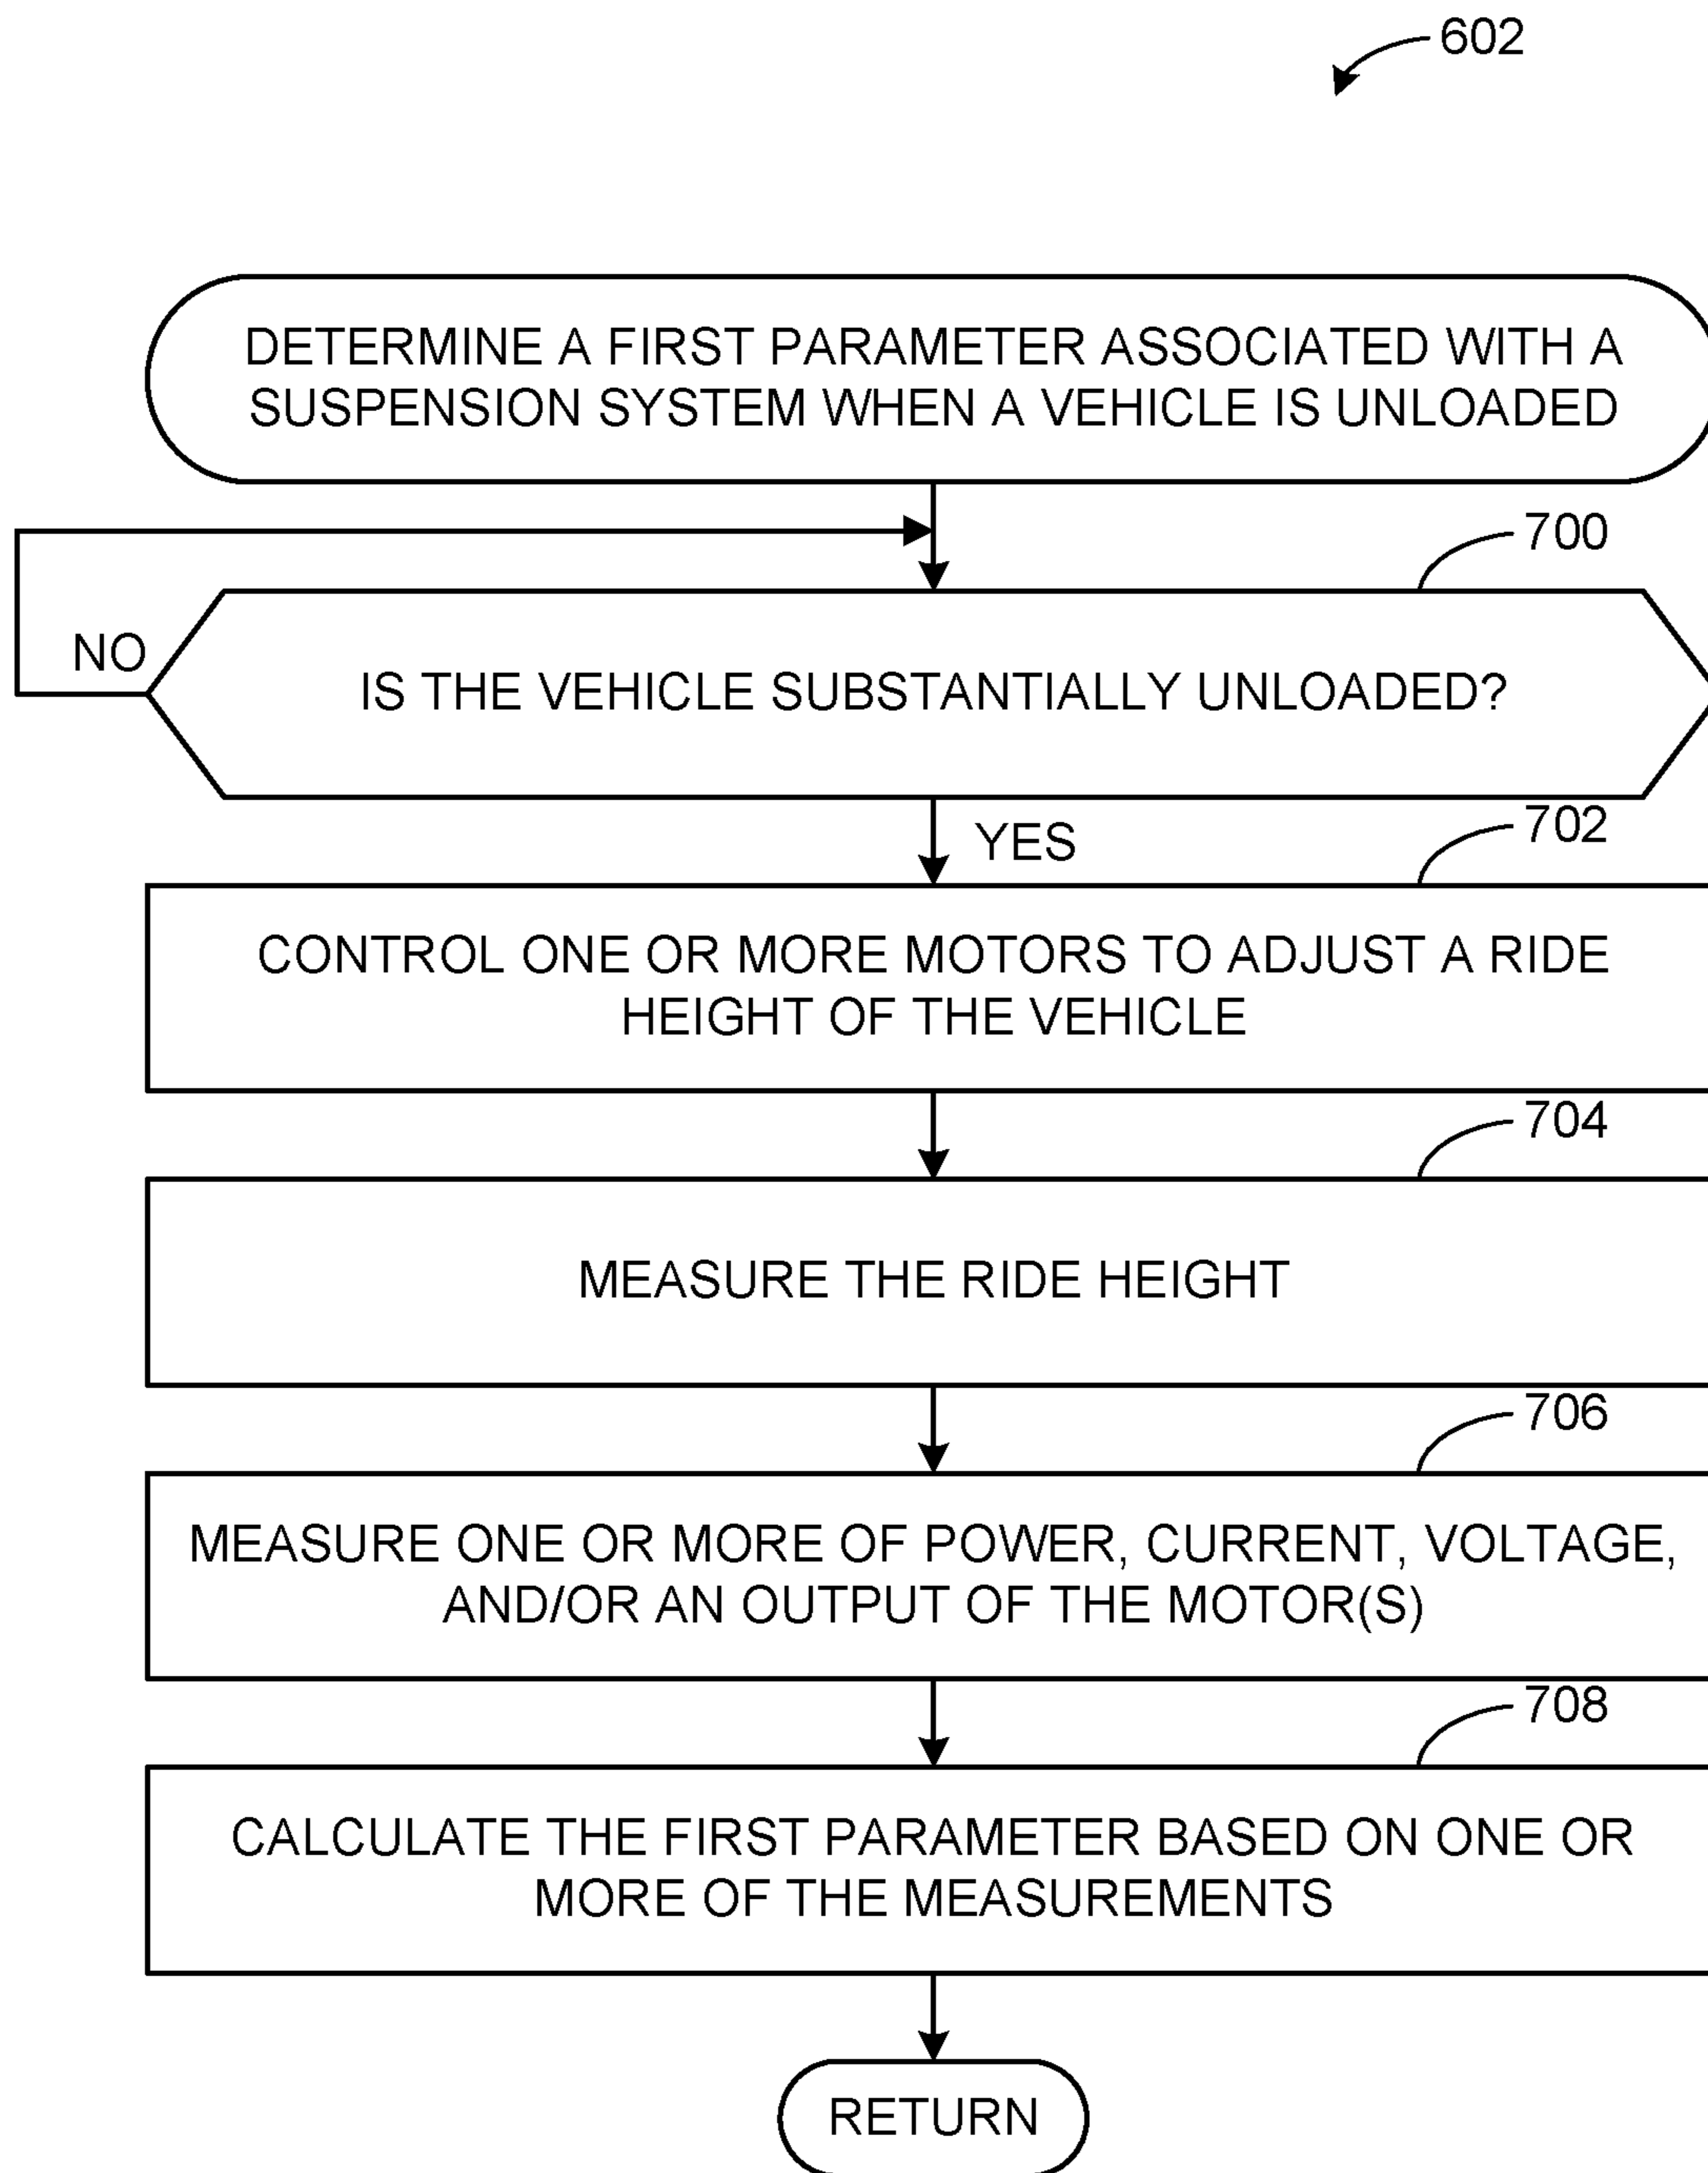 602
DETERMINE A FIRST PARAMETER ASSOCIATED WITH A
SUSPENSION SYSTEM WHEN A VEHICLE IS UNLOADED
700
NO
IS THE VEHICLE SUBSTANTIALLY UNLOADED?
YES
702
CONTROL ONE OR MORE MOTORS TO ADJUST A RIDE
HEIGHT OF THE VEHICLE
704
MEASURE THE RIDE HEIGHT
706
MEASURE ONE OR MORE OF POWER, CURRENT, VOLTAGE,
AND/OR AN OUTPUT OF THE MOTOR(S)
708
CALCULATE THE FIRST PARAMETER BASED ON ONE OR
MORE OF THE MEASUREMENTS
RETURN